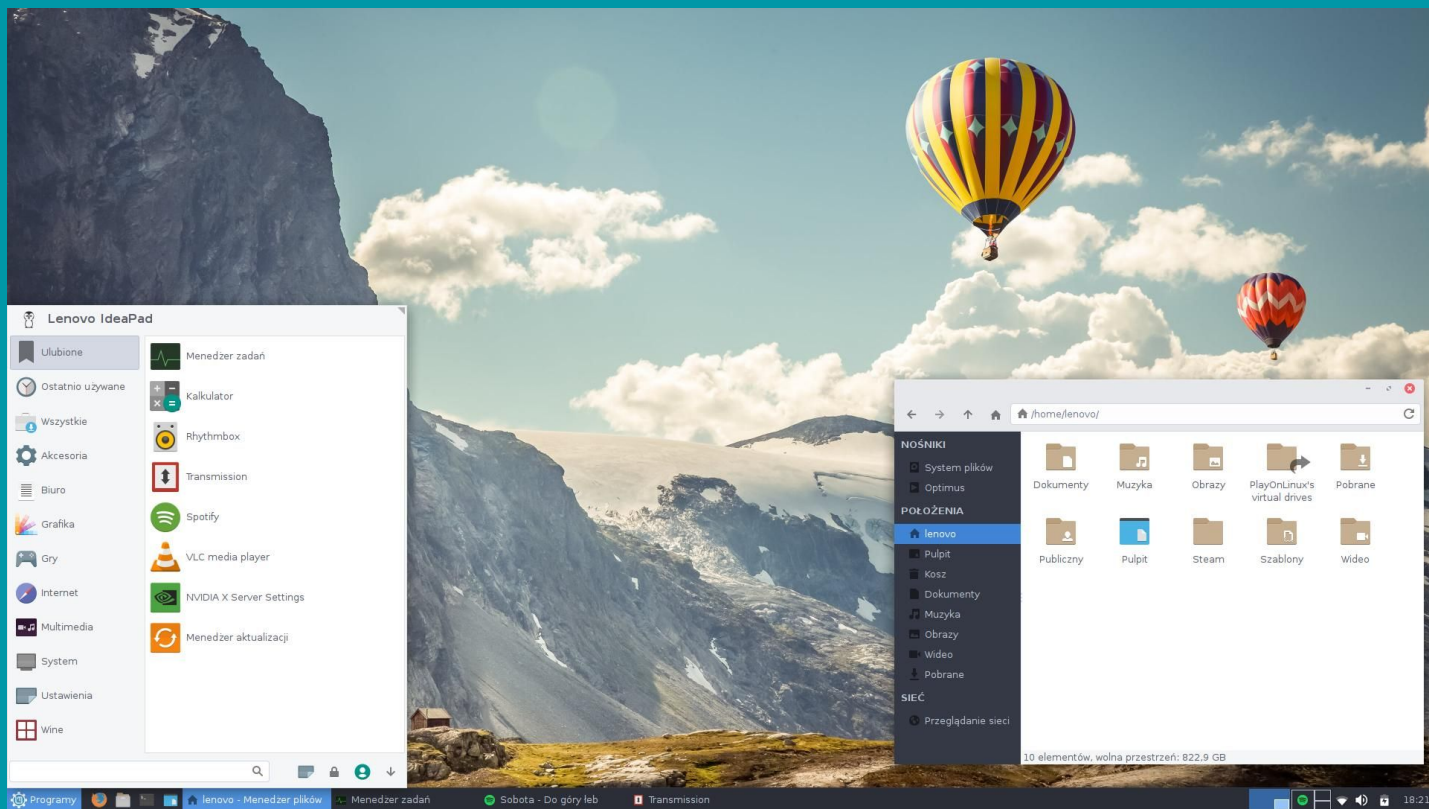 Lenovo IdeaPad
Ulubione
Ostatnio używane
Wszystkie
Akcesoria
Biuro
Grafika
Gry
Internet
Multimedia
System
Ustawienia
Wine
Menedżer zadań
Kalkulator
Rhythmbox
Transmission
Spotify
VLC media player
NVIDIA X Server Settings
Menedżer aktualizacji
/home/lenovo/
NOŚNIKI
System plików
Optimus
POŁOŻENIA
lenovo
Pulpit
Kosz
Dokumenty
Muzyka
Obrazy
Wideo
Pobrane
SIEĆ
Przeglądanie sieci
Dokumenty
Muzyka
Obrazy
PlayOnLinux's
virtual drives
Pobrane
Publiczny
Pulpit
Steam
Szablony
Wideo
10 elementów, wolna przestrzeń: 822,9 GB
Programy
lenovo - Menedżer plików
Menedżer zadań
Sobota - Do góry łeb
Transmission
18:21